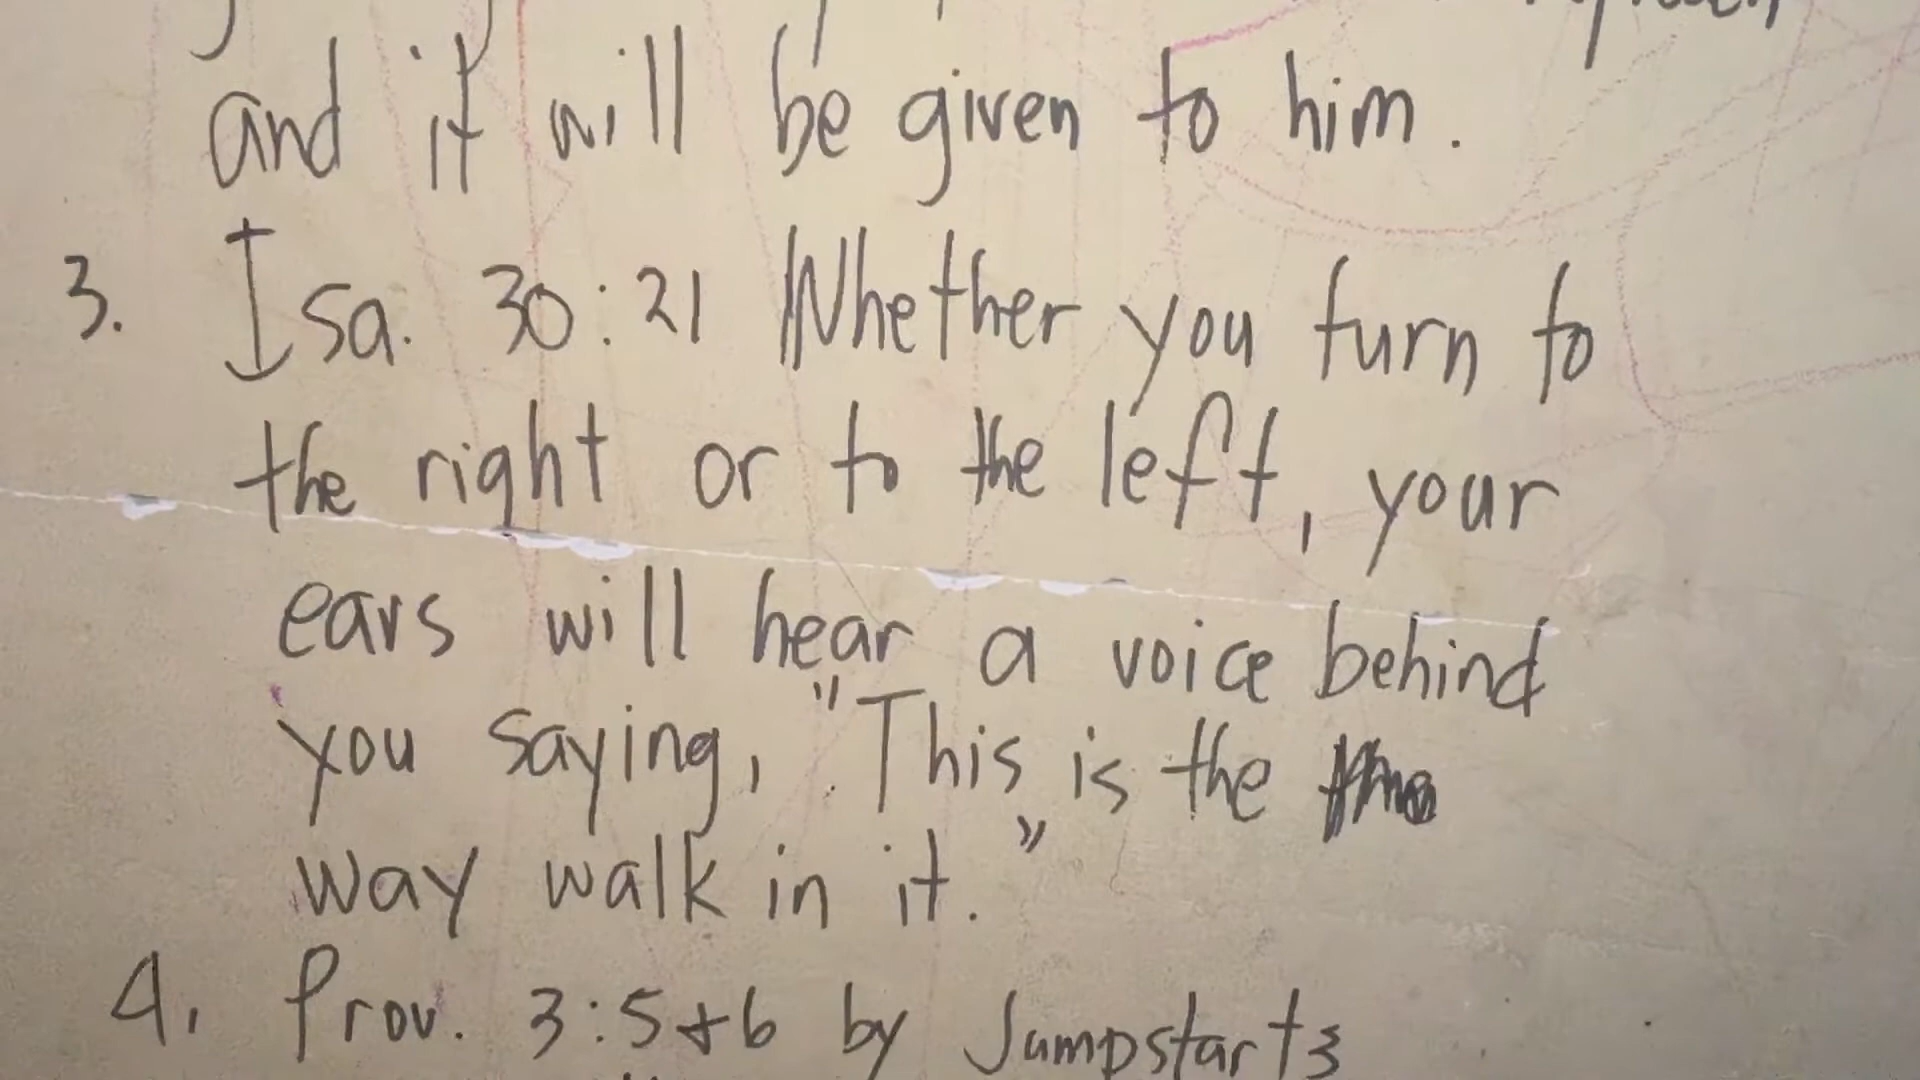 and it will be given to him.
3. Isa. 30:21 Whether you turn to
the right or to the left, your
ears will hear a voice behind
you saying, "This is the
way walk in it."
4. Prov. 3:5+6 by Jumpstart3